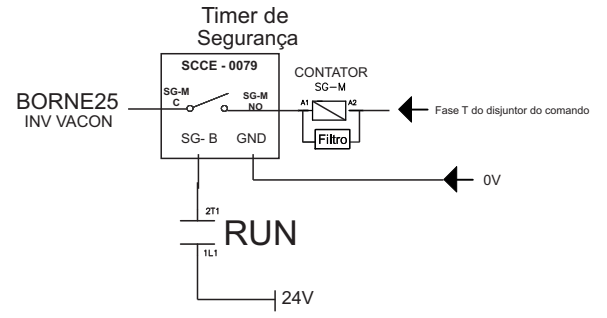 Timer de
Segurança
SCCE - 0079
CONTATOR
SG-M
SG-M
C
SG-M
NO
A1
A2
BORNE25
INV VACON
Fase T do disjuntor do comando
Filtro
SG- B
GND
0V
2T1
RUN
1L1
24V